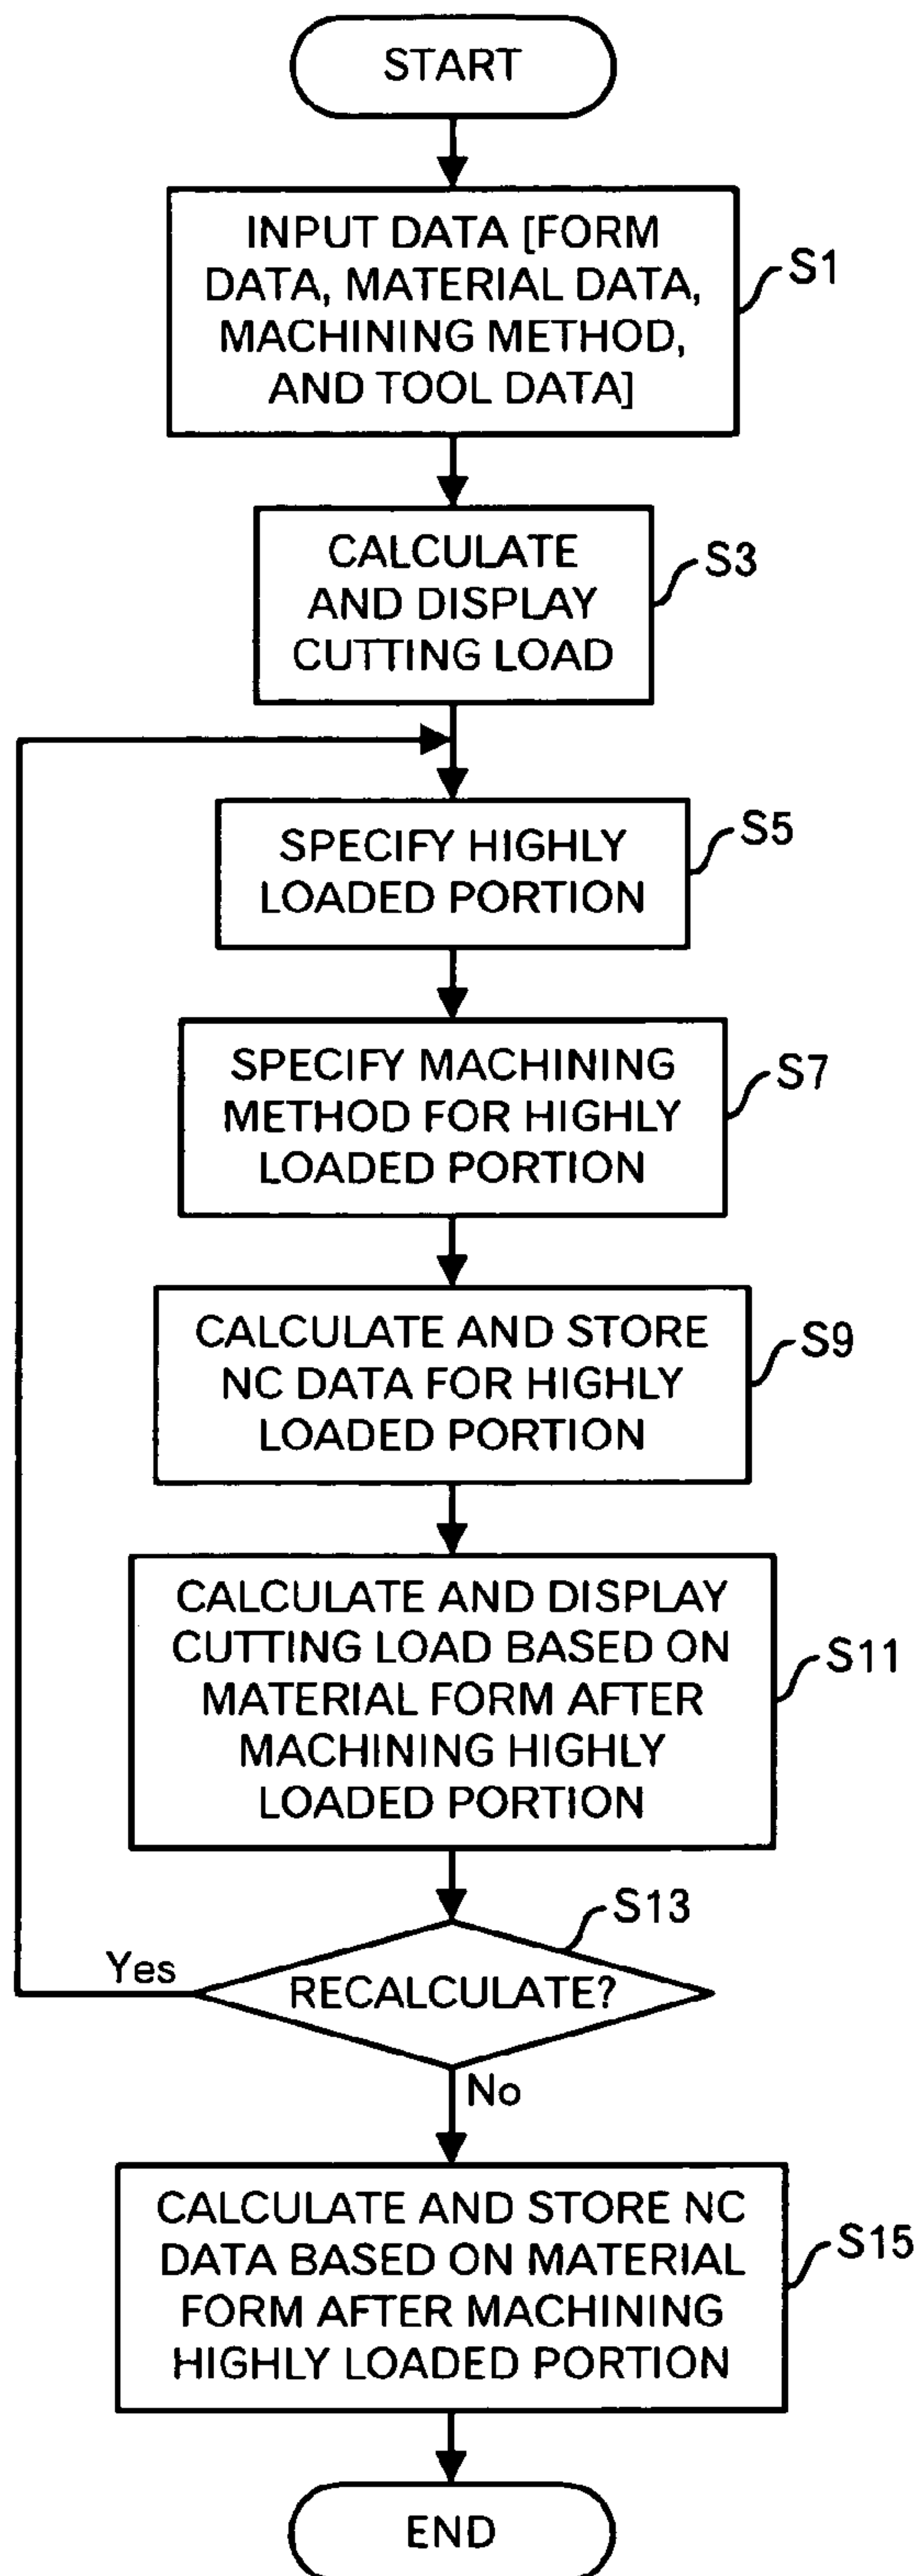 START
INPUT DATA [FORM
DATA, MATERIAL DATA,
MACHINING METHOD,
AND TOOL DATA]
S1
CALCULATE
AND DISPLAY
CUTTING LOAD
S3
SPECIFY HIGHLY
LOADED PORTION
S5
SPECIFY MACHINING
METHOD FOR HIGHLY
LOADED PORTION
S7
CALCULATE AND STORE
NC DATA FOR HIGHLY
LOADED PORTION
S9
CALCULATE AND DISPLAY
CUTTING LOAD BASED ON
MATERIAL FORM AFTER
MACHINING HIGHLY
LOADED PORTION
S11
S13
Yes
RECALCULATE?
No
CALCULATE AND STORE NC
DATA BASED ON MATERIAL
FORM AFTER MACHINING
HIGHLY LOADED PORTION
S15
END